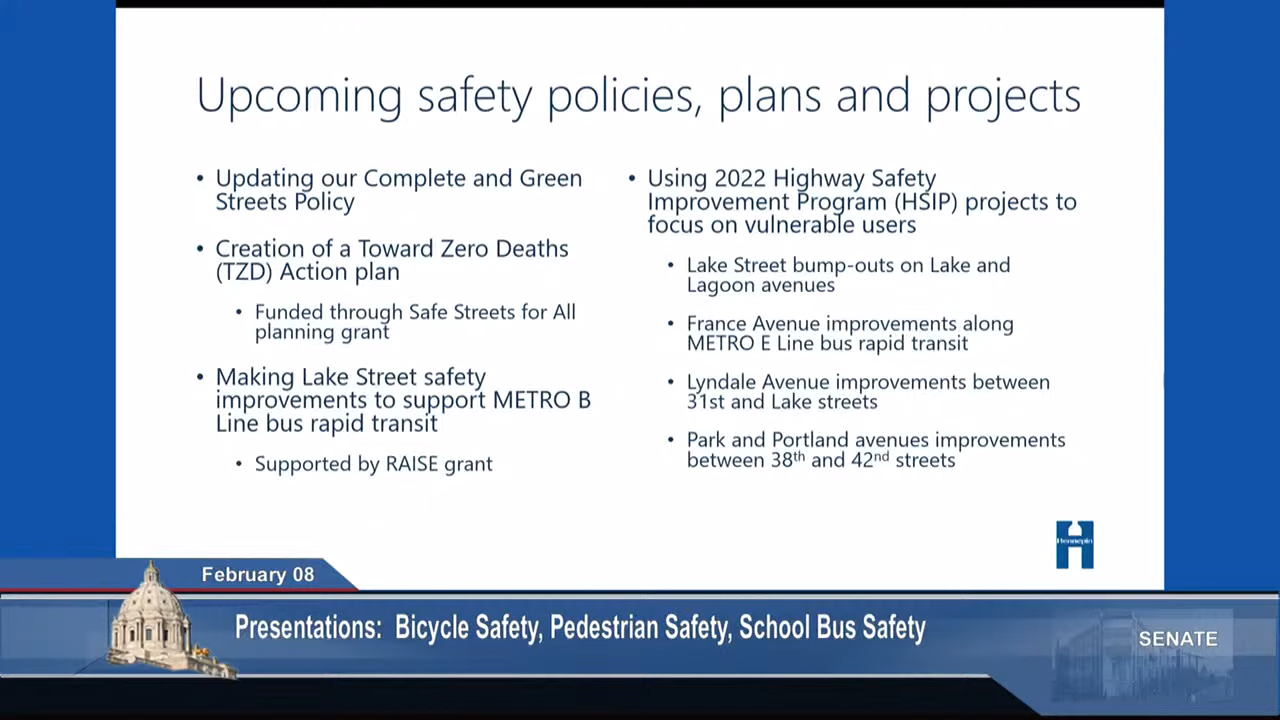 Upcoming safety policies, plans and projects
• Updating our Complete and Green
Streets Policy
• Creation of a Toward Zero Deaths
(TZD) Action plan
• Funded through Safe Streets for All
planning grant
• Making Lake Street safety
improvements to support METRO B
Line bus rapid transit
• Supported by RAISE grant
• Using 2022 Highway Safety
Improvement Program (HSIP) projects to
focus on vulnerable users
• Lake Street bump-outs on Lake and
Lagoon avenues
• France Avenue improvements along
METRO E Line bus rapid transit
• Lyndale Avenue improvements between
31st and Lake streets
• Park and Portland avenues improvements
between 38th and 42nd streets
Hennepin
February 08
Presentations: Bicycle Safety, Pedestrian Safety, School Bus Safety
SENATE